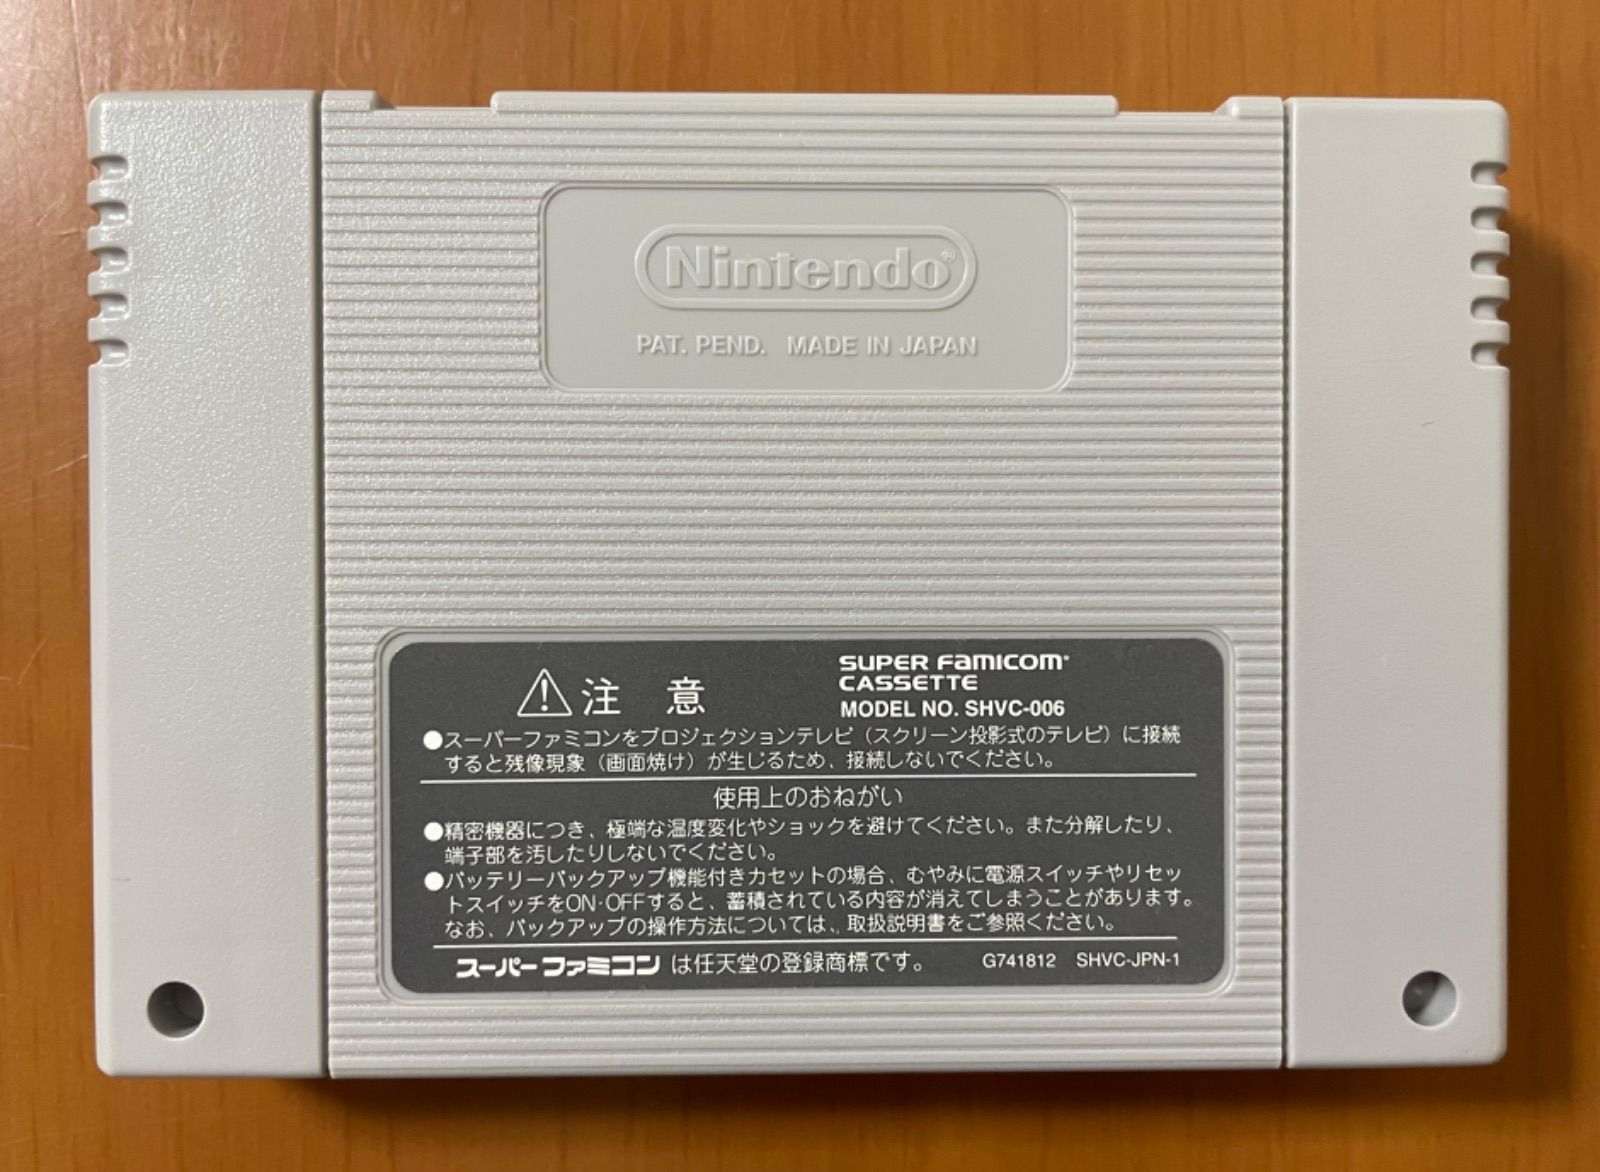 Nintendo®
PAT. PEND. MADE IN JAPAN
SUPER FAMICOM®
CASSETTE
MODEL NO. SHVC-006
注意
●スーパーファミコンをプロジェクションテレビ（スクリーン投影式のテレビ）に接続
すると残像現象（画面焼け）が生じるため、接続しないでください。
使用上のおねがい
●精密機器につき、極端な温度変化やショックを避けてください。また分解したり、
端子部を汚したりしないでください。
●バッテリーバックアップ機能付きカセットの場合、むやみに電源スイッチやリセッ
トスイッチをON・OFFすると、蓄積されている内容が消えてしまうことがあります。
なお、バックアップの操作方法については、取扱説明書をご参照ください。
スーパーファミコンは任天堂の登録商標です。 G741812 SHVC-JPN-1